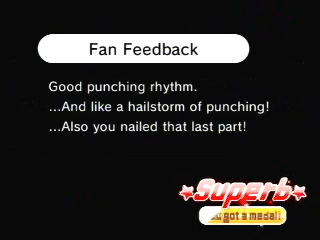 Fan Feedback
Good punching rhythm.
...And like a hailstorm of punching!
...Also you nailed that last part!
Superb
You got a medal!